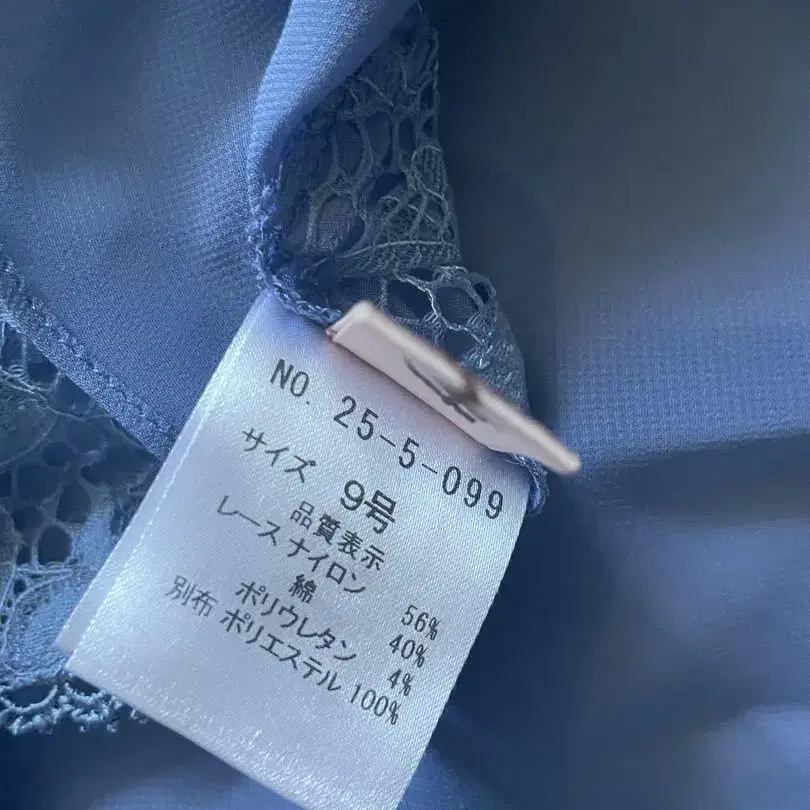 NO. 25-5-099
サイズ 9号
品質表示
レース ナイロン 56%
綿 40%
ポリウレタン 4%
別布 ポリエステル 100%